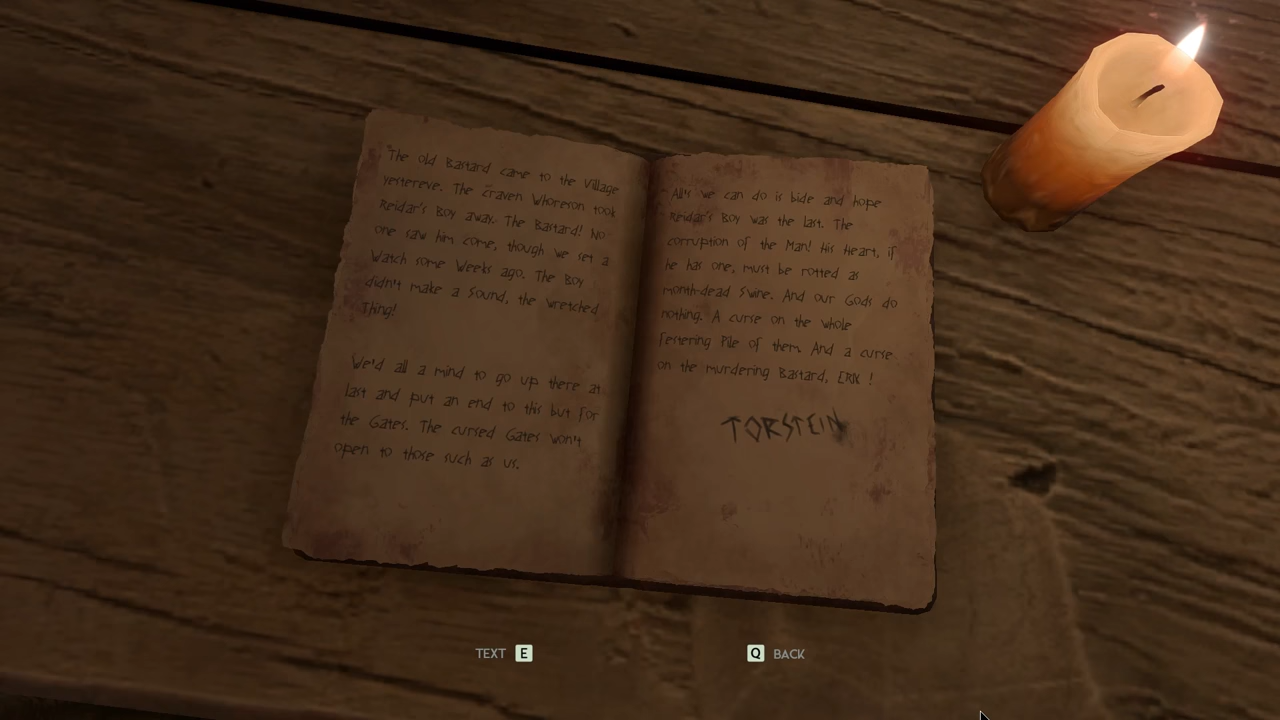 The old Bastard came to the Village
yestereve. The craven Whoreson took
Reidar's Boy away. The Bastard! No
one saw him come, though we set a
Watch some Weeks ago. The Boy
didn't make a Sound, the wretched
Thing!
We'd all a mind to go up there at
last and put an end to this but for
the Gates. The cursed Gates won't
open to those such as us.
All's we can do is bide and hope
Reidar's Boy was the last. The
corruption of the Man! His Heart, if
he has one, must be rotted as
month-dead Swine. And our Gods do
nothing. A curse on the whole
festering Pile of them. And a curse
on the murdering Bastard, ERIK !
TORSTEIN
TEXT E
Q BACK